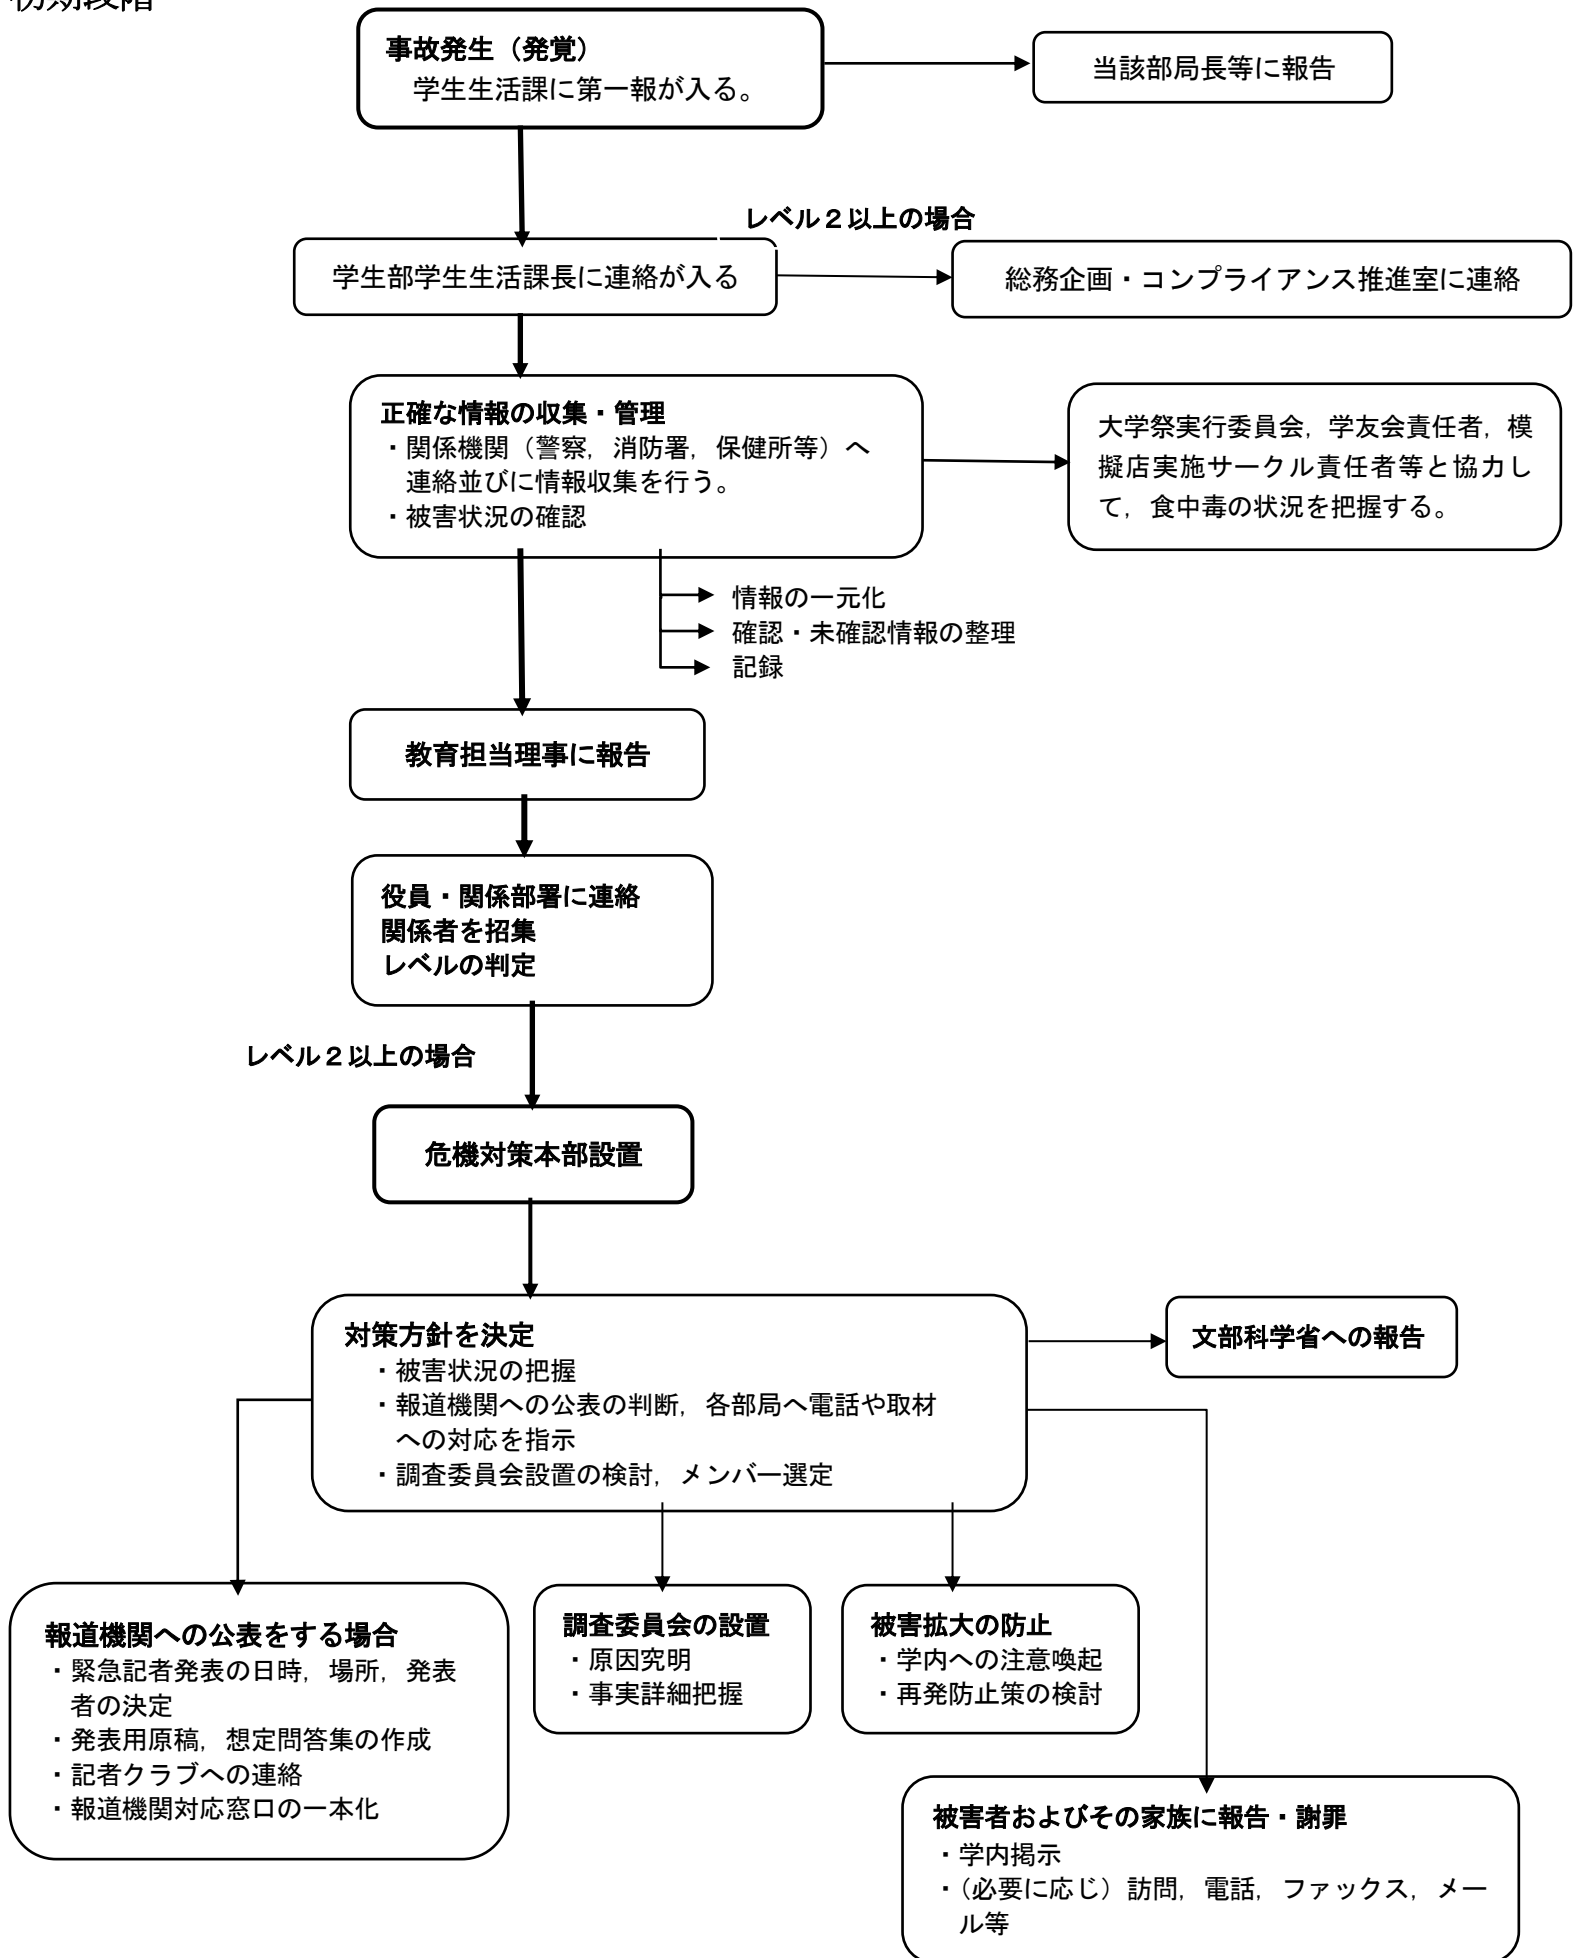 初期段階
事故発生（発覚）
学生生活課に第一報が入る。
当該部局長等に報告
レベル２以上の場合
学生部学生生活課長に連絡が入る
総務企画・コンプライアンス推進室に連絡
正確な情報の収集・管理
・関係機関（警察，消防署，保健所等）へ
連絡並びに情報収集を行う。
・被害状況の確認
大学祭実行委員会，学友会責任者，模
擬店実施サークル責任者等と協力し
て，食中毒の状況を把握する。
情報の一元化
確認・未確認情報の整理
記録
教育担当理事に報告
役員・関係部署に連絡
関係者を招集
レベルの判定
レベル２以上の場合
危機対策本部設置
対策方針を決定
・被害状況の把握
・報道機関への公表の判断，各部局へ電話や取材
への対応を指示
・調査委員会設置の検討，メンバー選定
文部科学省への報告
報道機関への公表をする場合
・緊急記者発表の日時，場所，発表
者の決定
・発表用原稿，想定問答集の作成
・記者クラブへの連絡
・報道機関対応窓口の一本化
調査委員会の設置
・原因究明
・事実詳細把握
被害拡大の防止
・学内への注意喚起
・再発防止策の検討
被害者およびその家族に報告・謝罪
・学内掲示
・（必要に応じ）訪問，電話，ファックス，メー
ル等